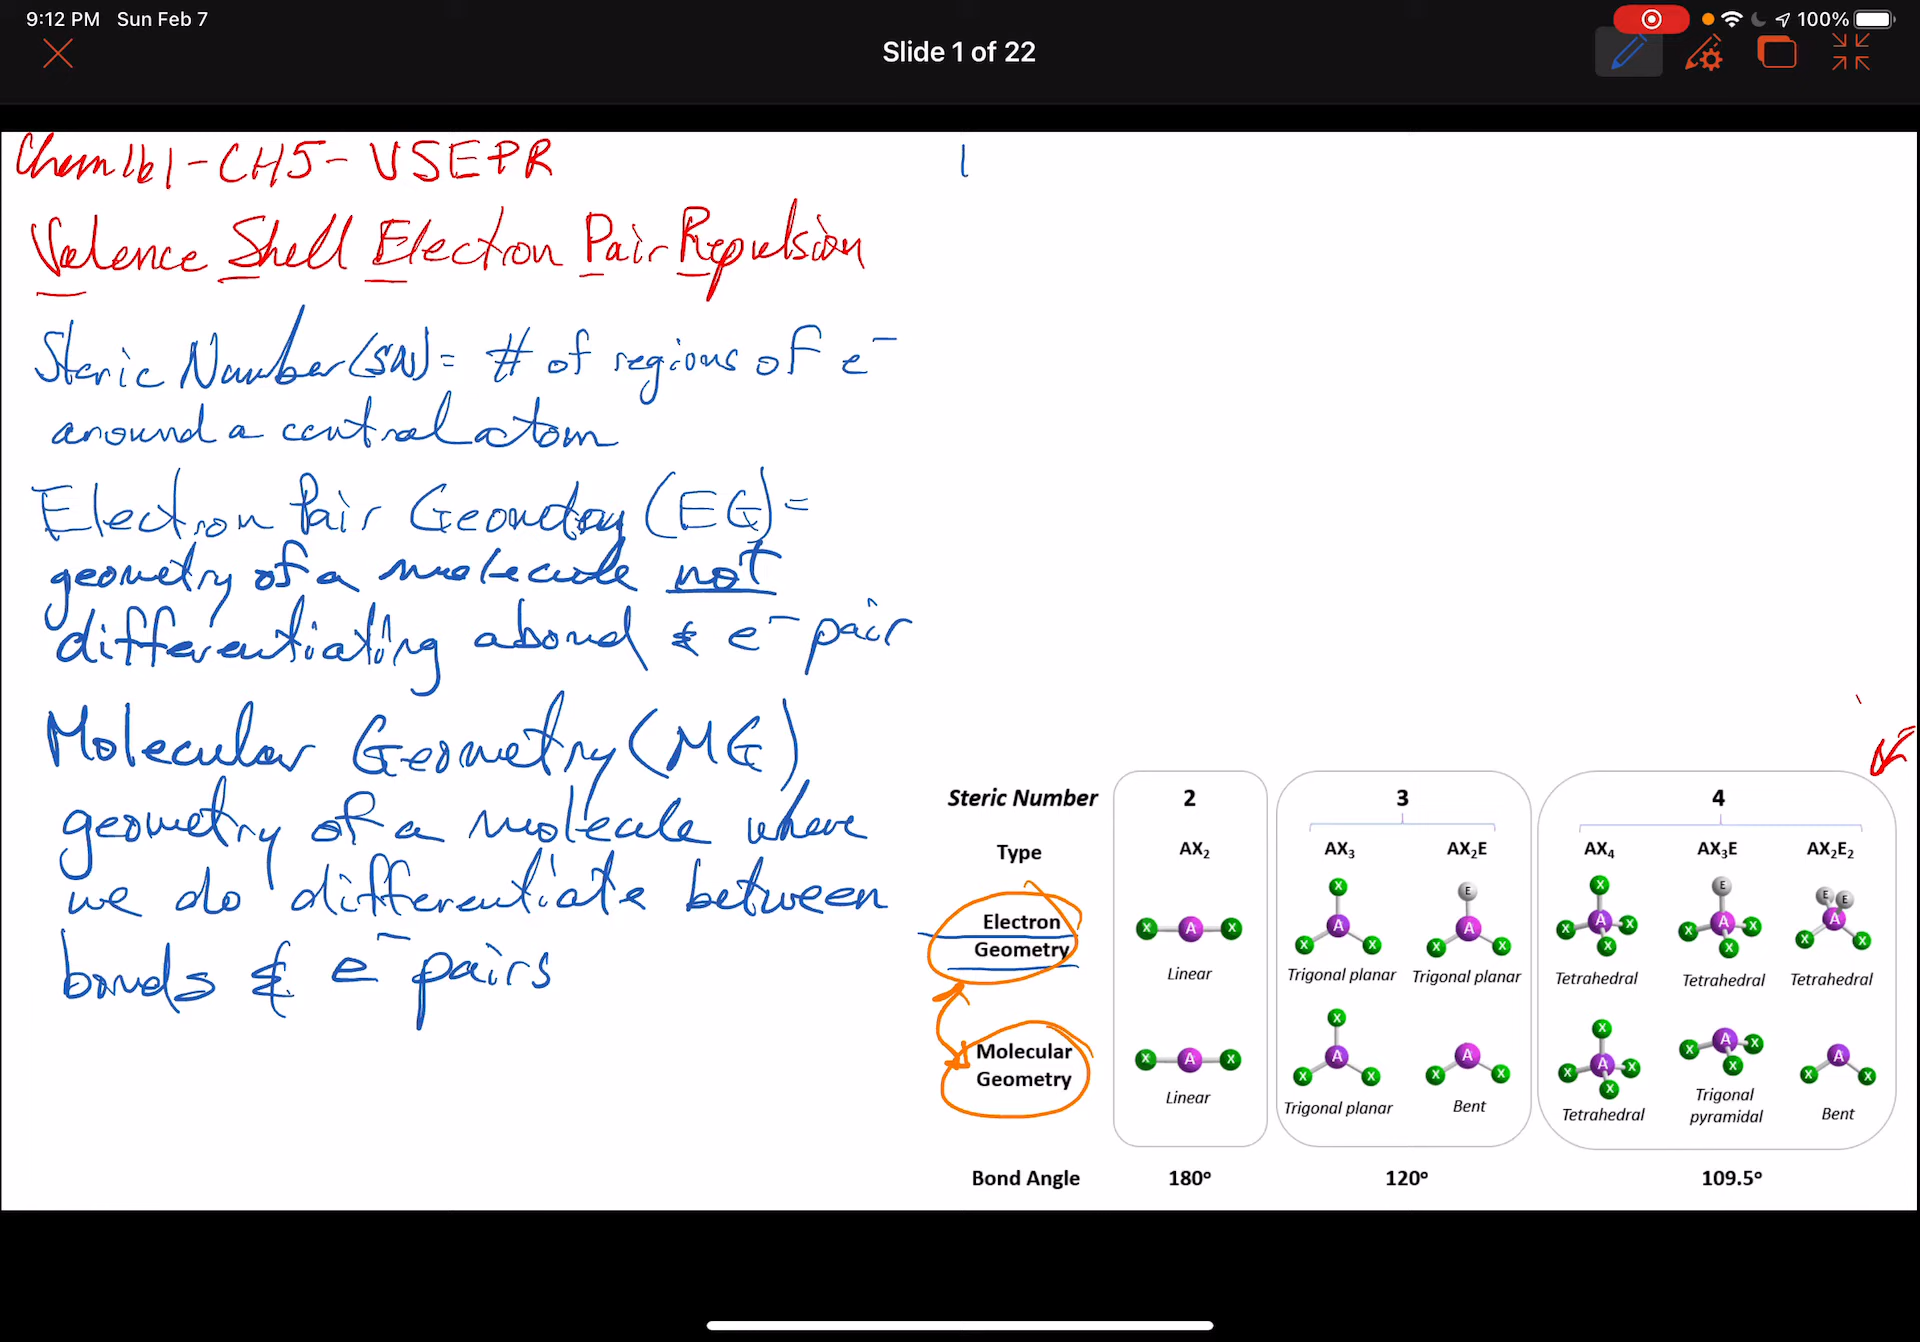 9:12 PM Sun Feb 7
100%
Slide 1 of 22
Chem 161 - CH5 - VSEPR
Valence Shell Electron Pair Repulsion
Steric Number (SN) = # of regions of e⁻
around a central atom
Electron Pair Geometry (EG) =
geometry of a molecule not
differentiating a bond & e⁻ pair
Molecular Geometry (MG)
geometry of a molecule where
we do differentiate between
bonds & e⁻ pairs
Steric Number 2 3 4
Type AX₂ AX₃ AX₂E AX₄ AX₃E AX₂E₂
X E X E E E
Electron
Geometry
X A X A X X A X X X A X X X A X X X A X X
Linear Trigonal planar Trigonal planar Tetrahedral Tetrahedral Tetrahedral
X X
Molecular
Geometry
X A X A X X A X X X A X X X A X X A X X
Linear Trigonal planar Bent Tetrahedral Trigonal pyramidal Bent
Bond Angle 180° 120° 109.5°